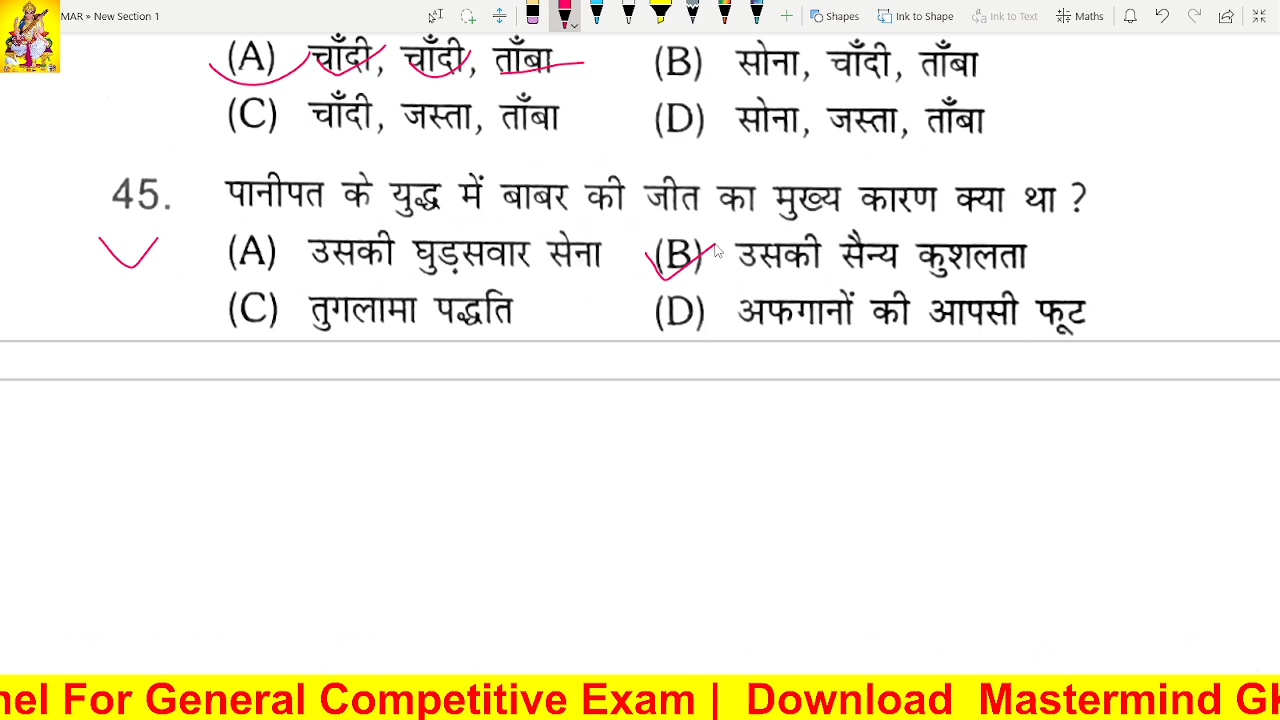 MAR » New Section 1
Shapes
Ink to Shape
Ink to Text
Maths
(A) चाँदी, चाँदी, ताँबा (B) सोना, चाँदी, ताँबा
(C) चाँदी, जस्ता, ताँबा (D) सोना, जस्ता, ताँबा
45. पानीपत के युद्ध में बाबर की जीत का मुख्य कारण क्या था ?
(A) उसकी घुड़सवार सेना (B) उसकी सैन्य कुशलता
(C) तुगलामा पद्धति (D) अफगानों की आपसी फूट
nel For General Competitive Exam | Download Mastermind Gl